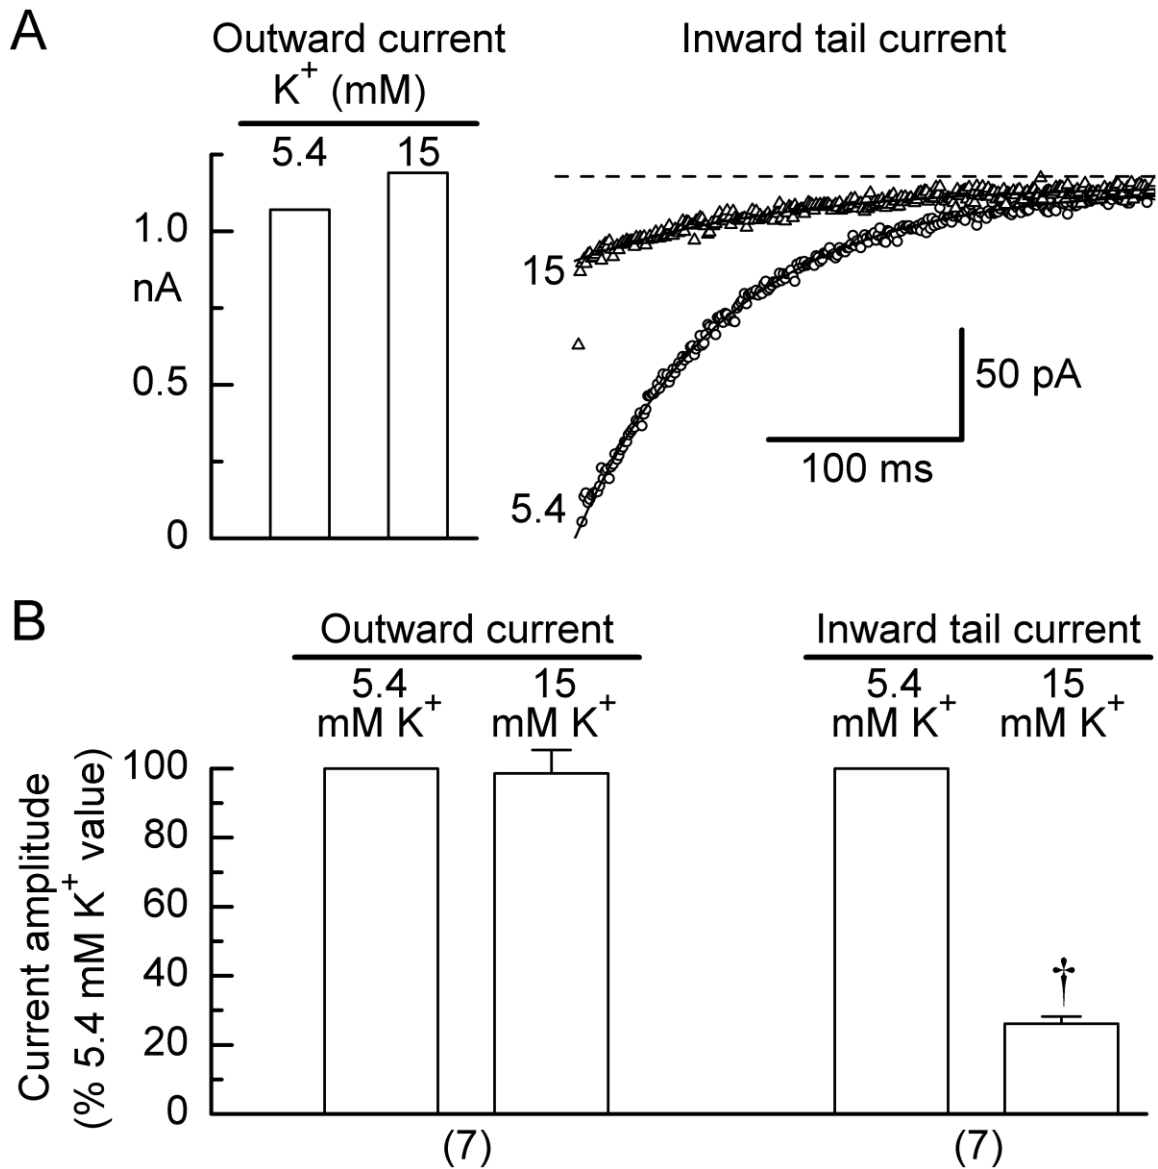 A
Outward current
Inward tail current
K+ (mM)
5.4 15
1.0
nA
0.5
0
15
5.4
50 pA
100 ms
B
Outward current
Inward tail current
5.4 15
mM K+ mM K+
5.4 15
mM K+ mM K+
Current amplitude
(% 5.4 mM K+ value)
100
80
60
40
20
0
†
(7)
(7)